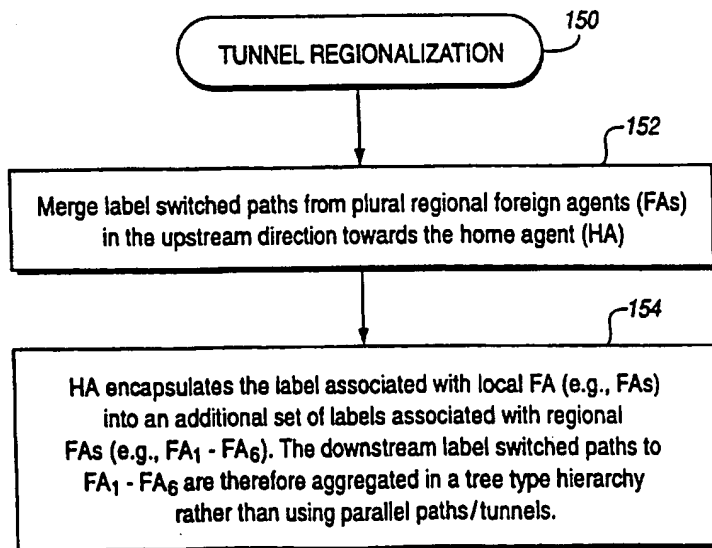 150
TUNNEL REGIONALIZATION
152
Merge label switched paths from plural regional foreign agents (FAs)
in the upstream direction towards the home agent (HA)
154
HA encapsulates the label associated with local FA (e.g., FAs)
into an additional set of labels associated with regional
FAs (e.g., FA1 - FA6). The downstream label switched paths to
FA1 - FA6 are therefore aggregated in a tree type hierarchy
rather than using parallel paths/tunnels.